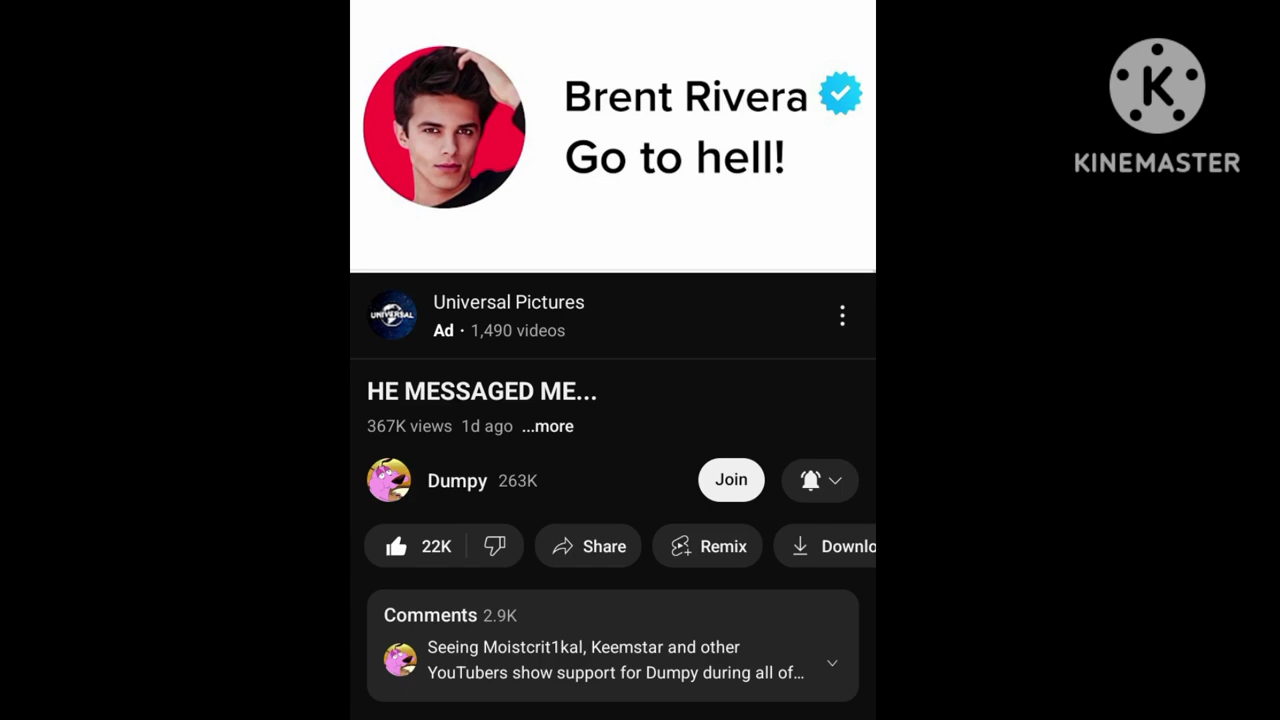 Brent Rivera
Go to hell!
K
KINEMASTER
UNIVERSAL
Universal Pictures
Ad · 1,490 videos
HE MESSAGED ME...
367K views 1d ago ...more
Dumpy 263K
Join
22K
Share
Remix
Downlo
Comments 2.9K
Seeing Moistcrit1kal, Keemstar and other
YouTubers show support for Dumpy during all of...